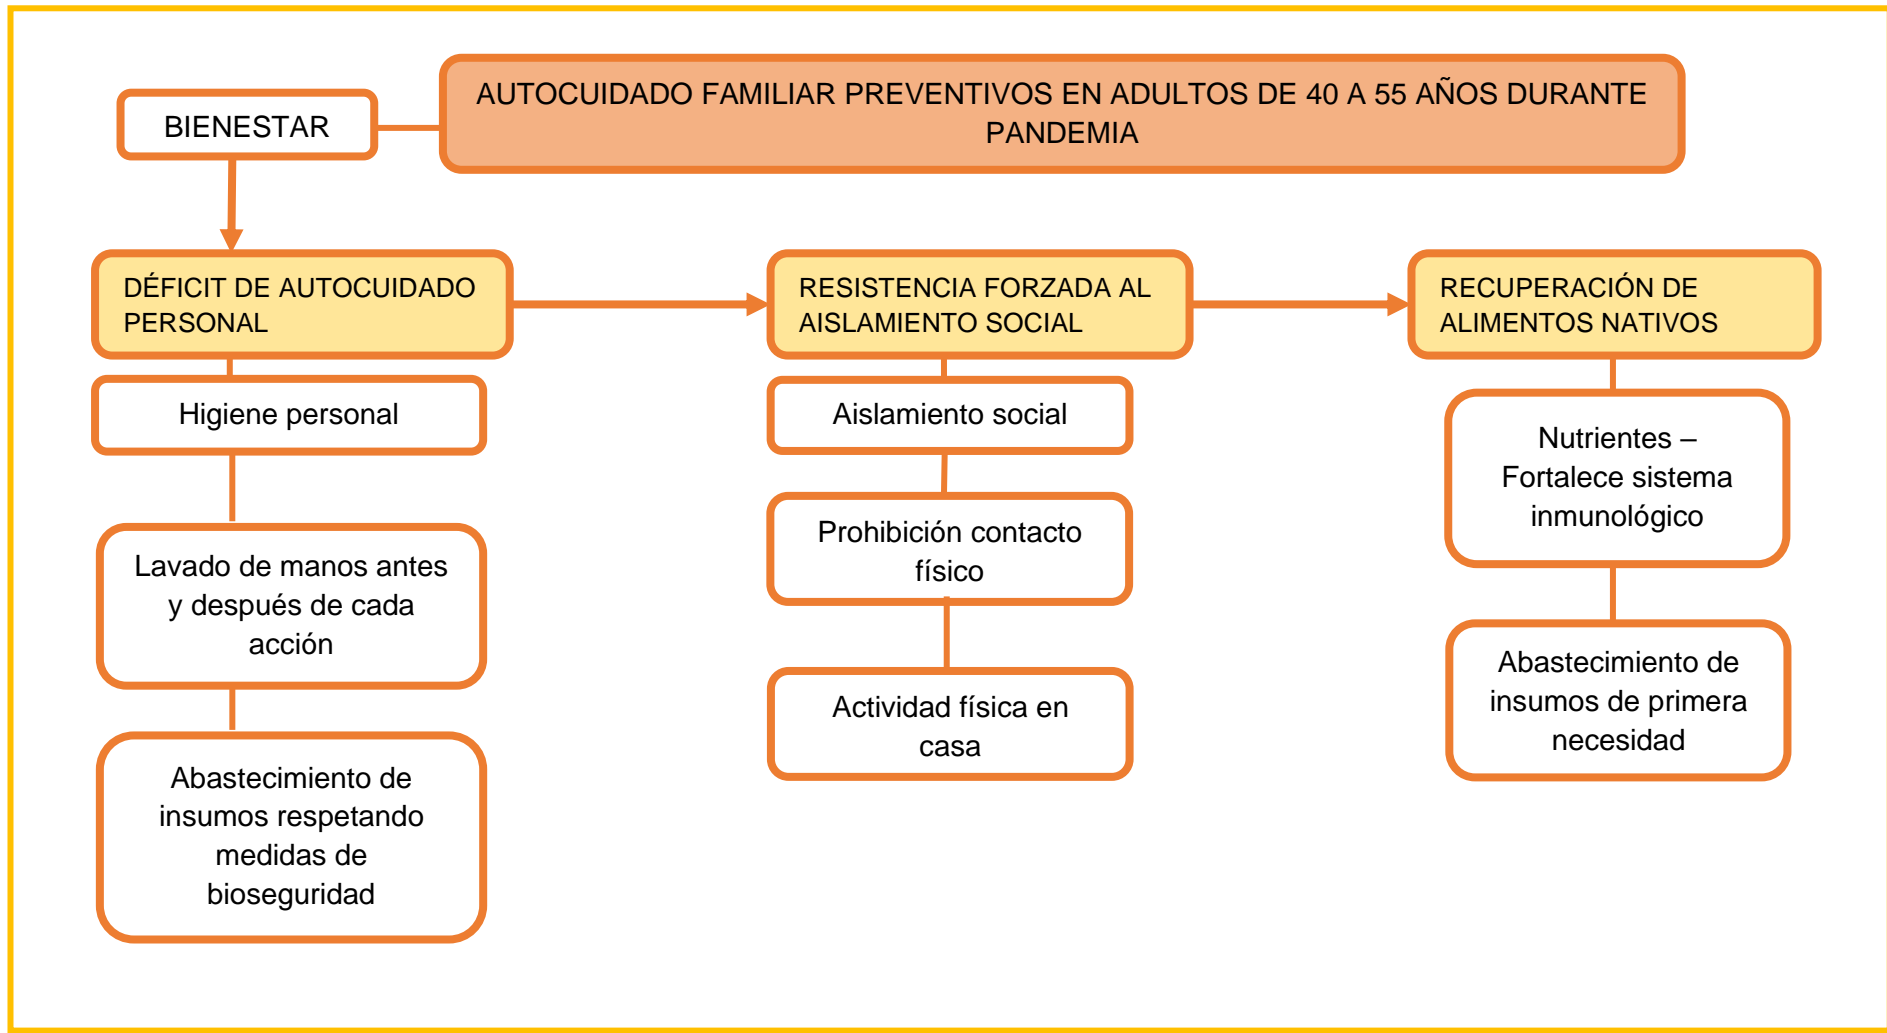 AUTOCUIDADO FAMILIAR PREVENTIVOS EN ADULTOS DE 40 A 55 AÑOS DURANTE
PANDEMIA
BIENESTAR
DÉFICIT DE AUTOCUIDADO
PERSONAL
Higiene personal
Lavado de manos antes
y después de cada
acción
Abastecimiento de
insumos respetando
medidas de
bioseguridad
RESISTENCIA FORZADA AL
AISLAMIENTO SOCIAL
Aislamiento social
Prohibición contacto
físico
Actividad física en
casa
RECUPERACIÓN DE
ALIMENTOS NATIVOS
Nutrientes –
Fortalece sistema
inmunológico
Abastecimiento de
insumos de primera
necesidad